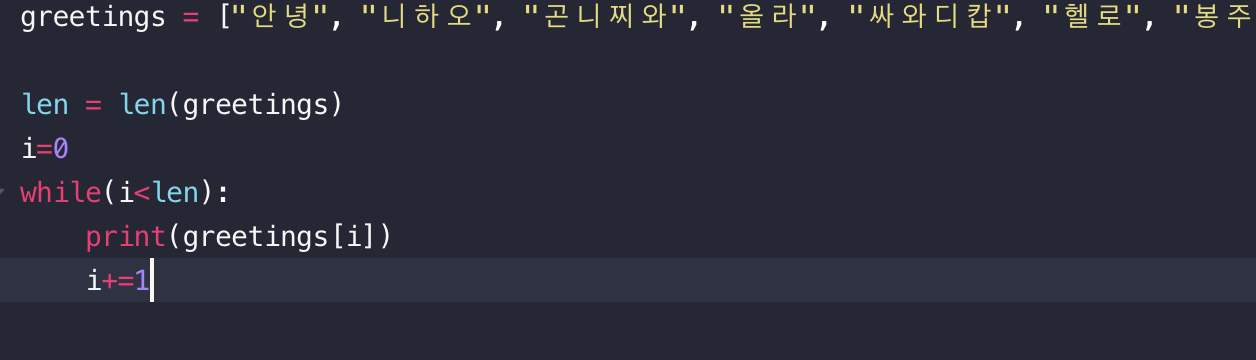 greetings = ["안녕", "니하오", "곤니찌와", "올라", "싸와디캅", "헬로", "봉주
len = len(greetings)
i=0
while(i<len):
    print(greetings[i])
    i+=1